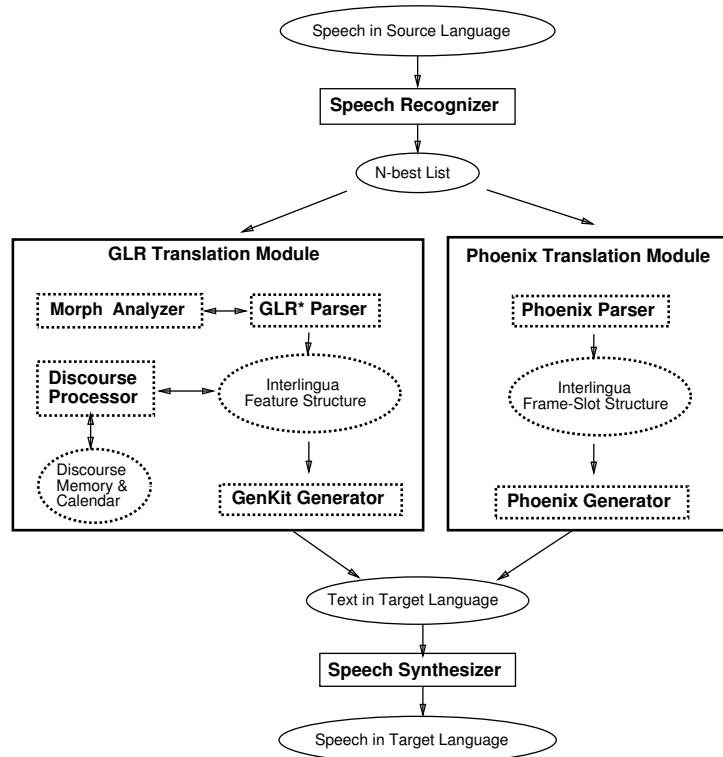 Speech in Source Language
Speech Recognizer
N-best List
GLR Translation Module
Morph Analyzer
GLR* Parser
Discourse
Processor
Interlingua
Feature Structure
Discourse
Memory &
Calendar
GenKit Generator
Phoenix Translation Module
Phoenix Parser
Interlingua
Frame-Slot Structure
Phoenix Generator
Text in Target Language
Speech Synthesizer
Speech in Target Language